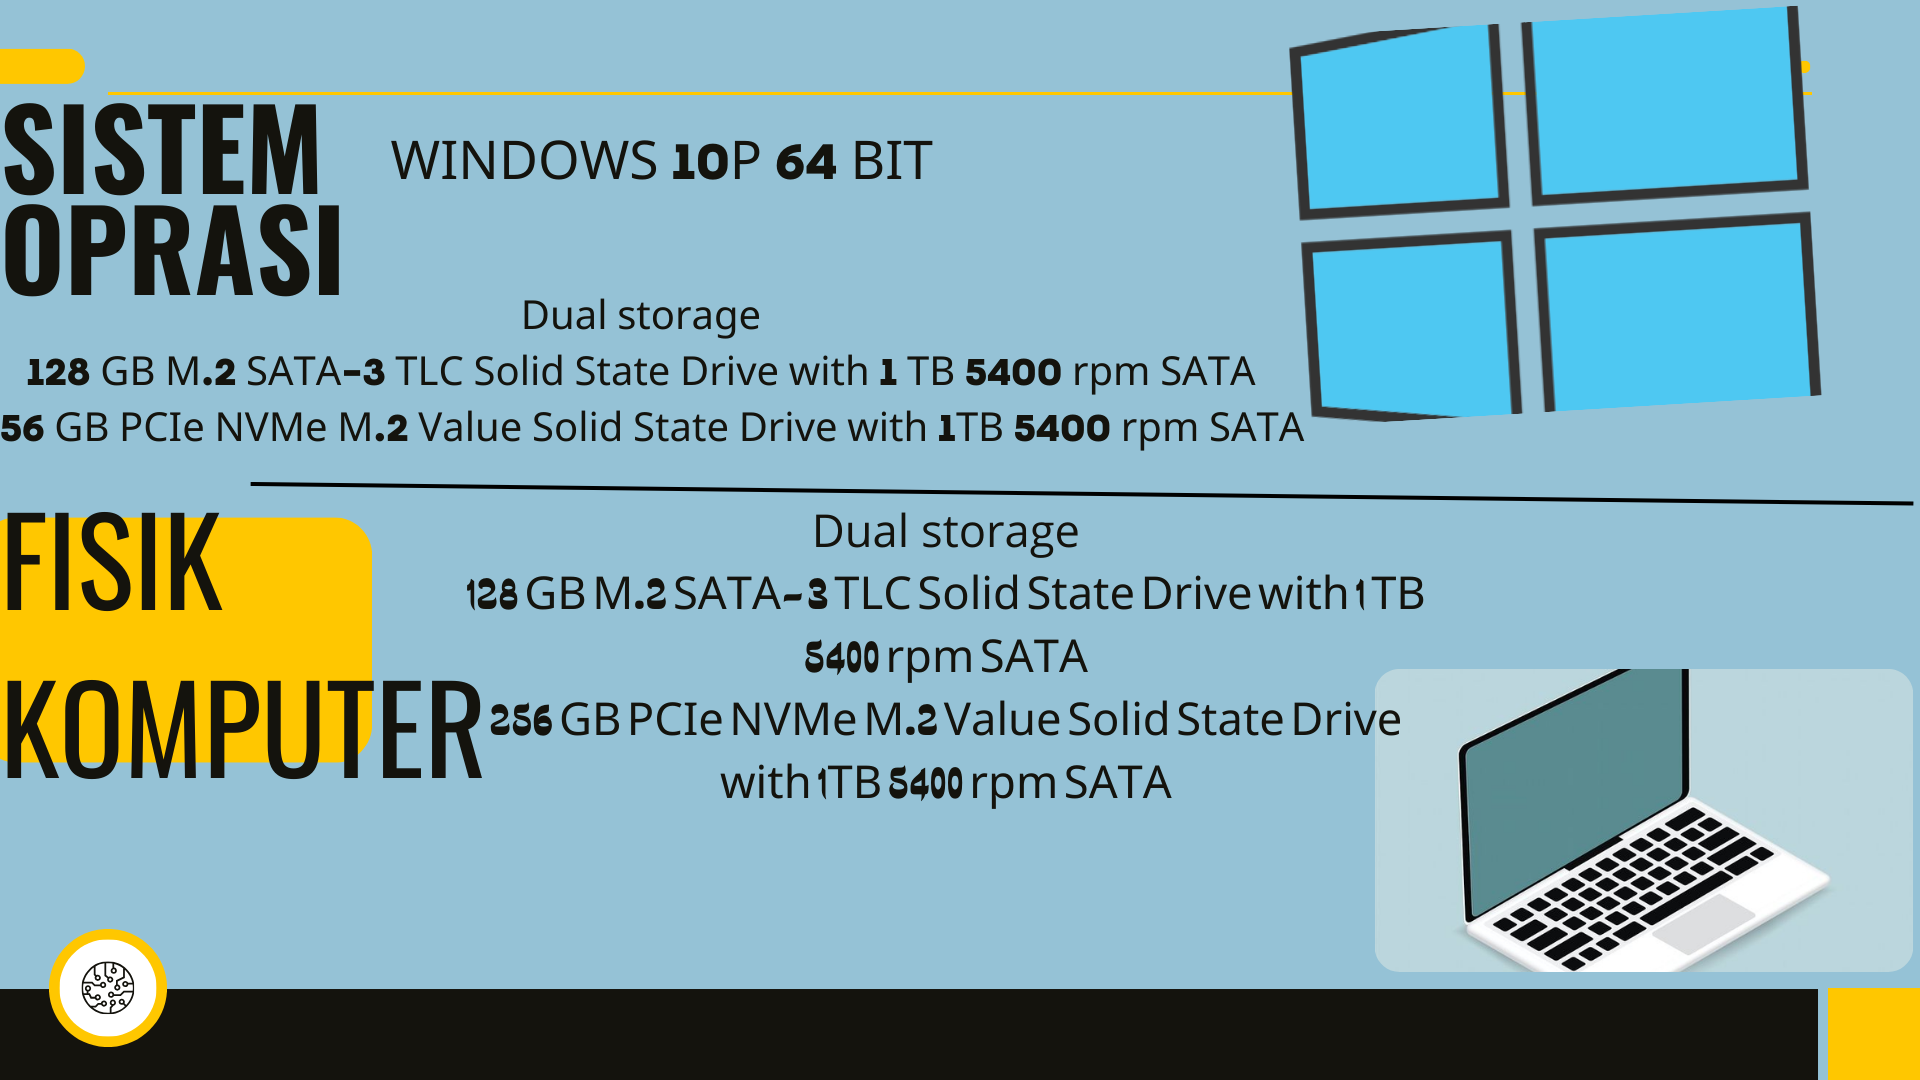 SISTEM
OPRASI
WINDOWS 10P 64 BIT
Dual storage
128 GB M.2 SATA-3 TLC Solid State Drive with 1 TB 5400 rpm SATA
56 GB PCIe NVMe M.2 Value Solid State Drive with 1TB 5400 rpm SATA
FISIK
KOMPUTER
Dual storage
128 GB M.2 SATA-3 TLC Solid State Drive with 1 TB
5400 rpm SATA
256 GB PCIe NVMe M.2 Value Solid State Drive
with 1TB 5400 rpm SATA